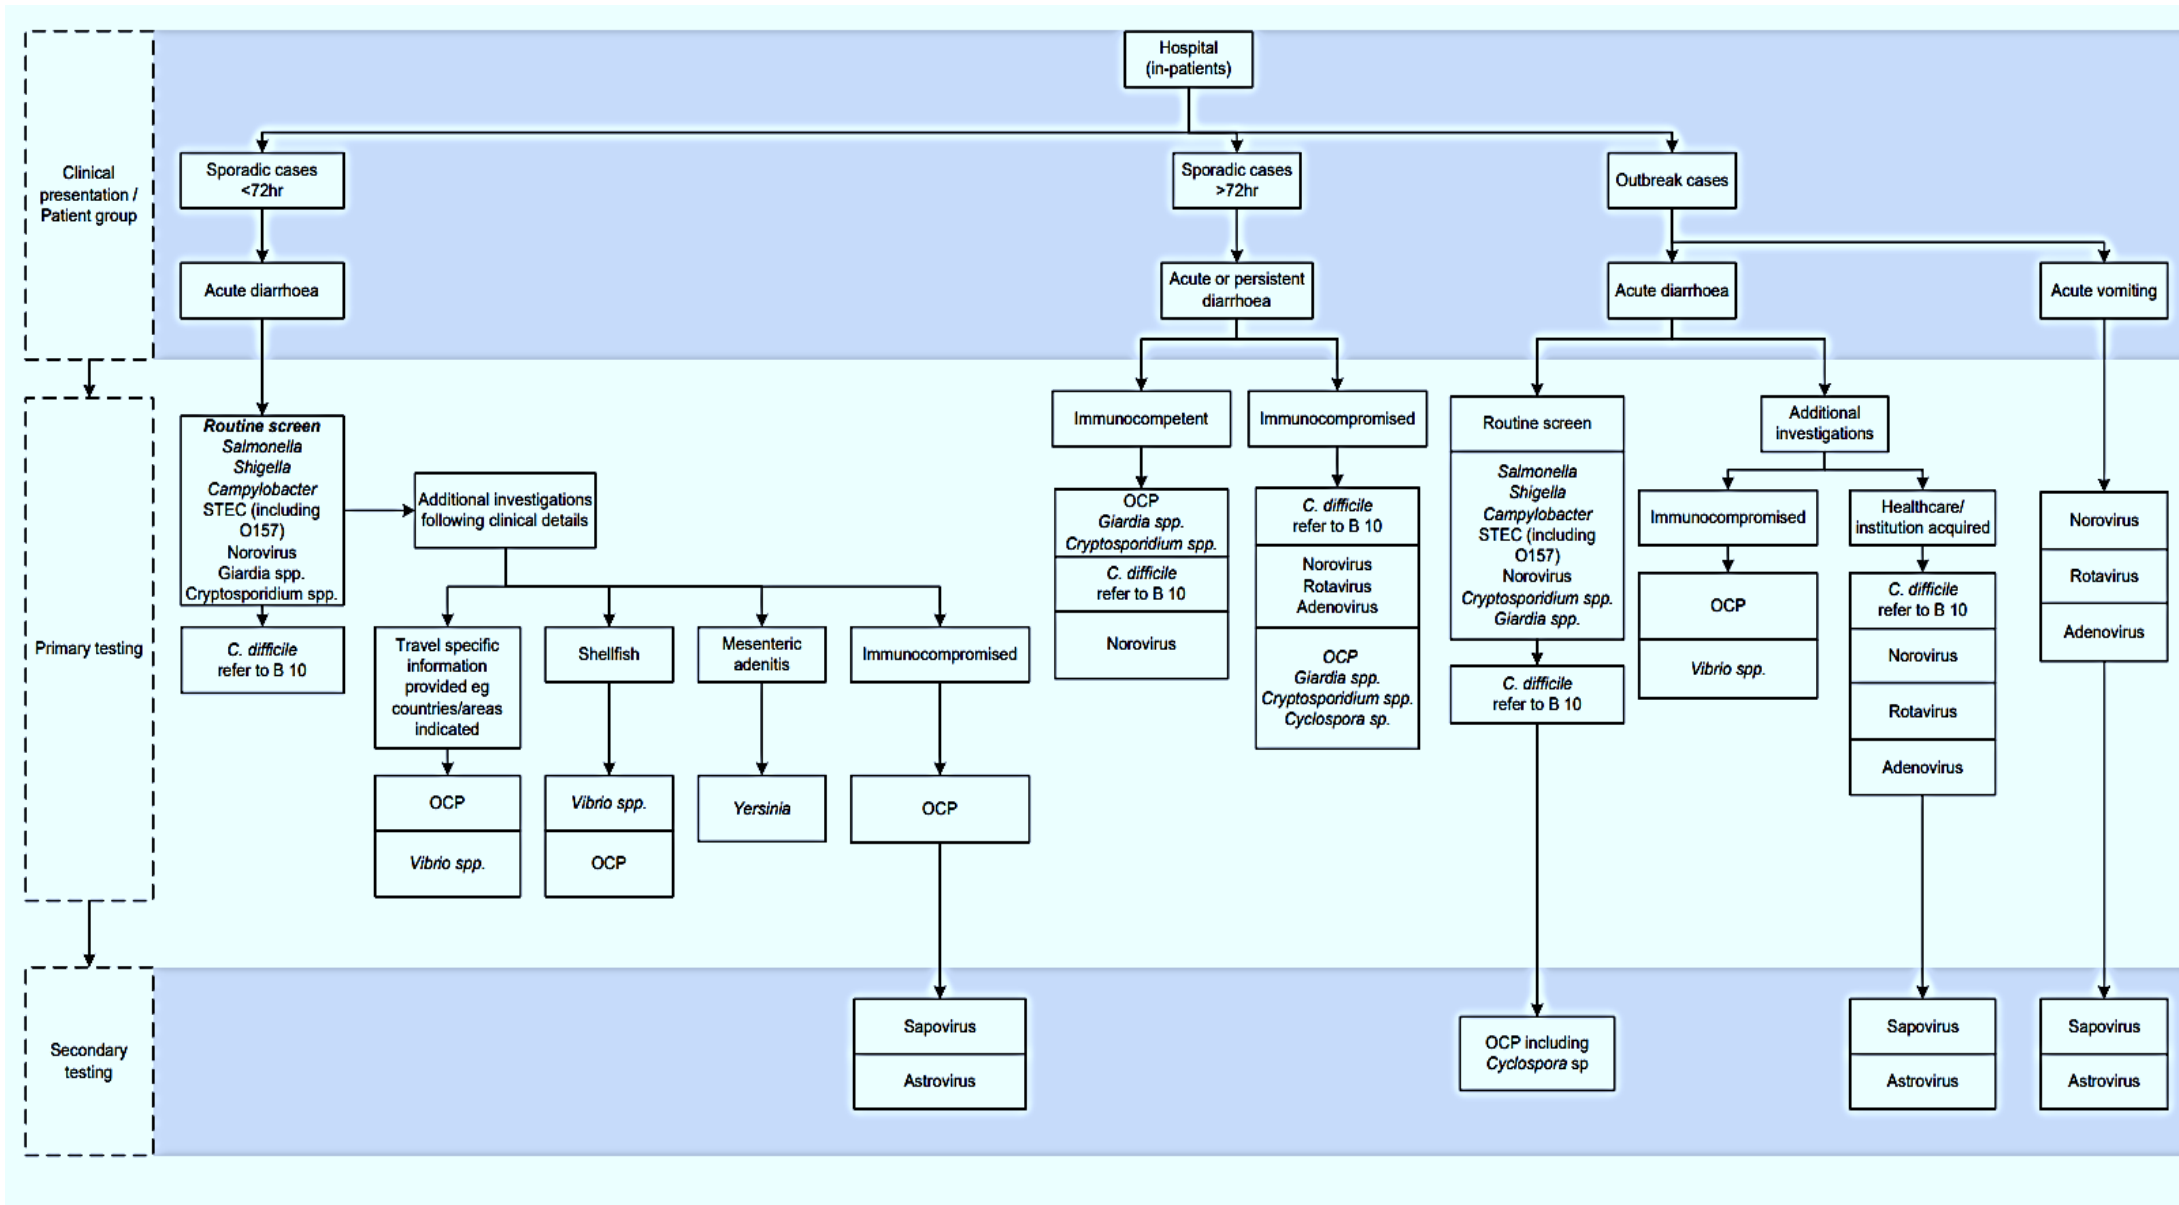 Hospital
(in-patients)
Clinical
presentation /
Patient group
Sporadic cases
<72hr
Sporadic cases
>72hr
Outbreak cases
Acute diarrhoea
Acute or persistent
diarrhoea
Acute diarrhoea
Acute vomiting
Primary testing
Routine screen
Salmonella
Shigella
Campylobacter
STEC (including
O157)
Norovirus
Giardia spp.
Cryptosporidium spp.
C. difficile
refer to B 10
Additional investigations
following clinical details
Travel specific
information
provided eg
countries/areas
indicated
OCP
Vibrio spp.
Shellfish
Vibrio spp.
OCP
Mesenteric
adenitis
Yersinia
Immunocompromised
OCP
Immunocompetent
OCP
Giardia spp.
Cryptosporidium spp.
C. difficile
refer to B 10
Norovirus
Immunocompromised
C. difficile
refer to B 10
Norovirus
Rotavirus
Adenovirus
OCP
Giardia spp.
Cryptosporidium spp.
Cyclospora sp.
Routine screen
Salmonella
Shigella
Campylobacter
STEC (including
O157)
Norovirus
Cryptosporidium spp.
Giardia spp.
C. difficile
refer to B 10
Additional
investigations
Immunocompromised
OCP
Vibrio spp.
Healthcare/
institution acquired
C. difficile
refer to B 10
Norovirus
Rotavirus
Adenovirus
Norovirus
Rotavirus
Adenovirus
Secondary
testing
Sapovirus
Astrovirus
OCP including
Cyclospora sp
Sapovirus
Astrovirus
Sapovirus
Astrovirus